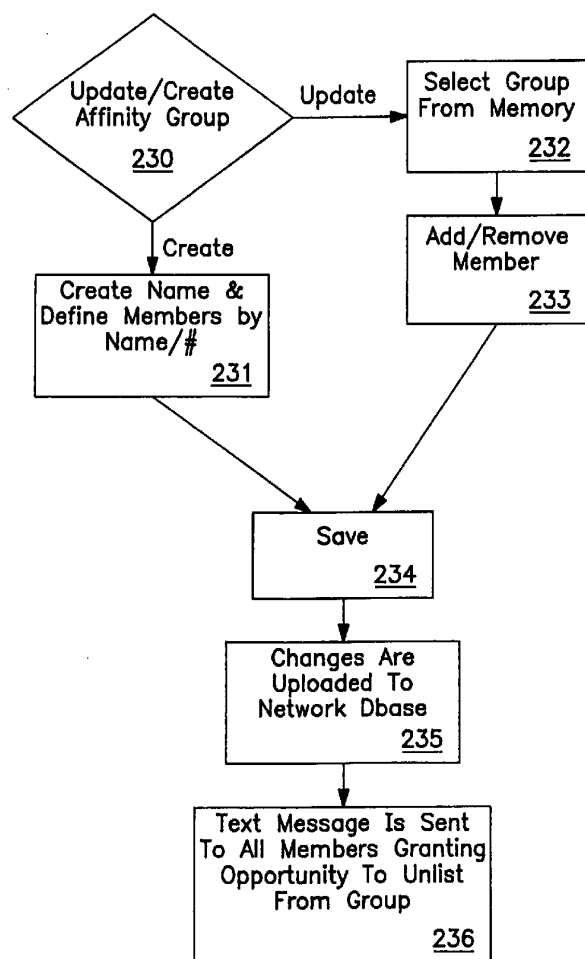 Update/Create
Affinity Group
230
Update
Select Group
From Memory
232
Create
Add/Remove
Member
233
Create Name &
Define Members by
Name/#
231
Save
234
Changes Are
Uploaded To
Network Dbase
235
Text Message Is Sent
To All Members Granting
Opportunity To Unlist
From Group
236